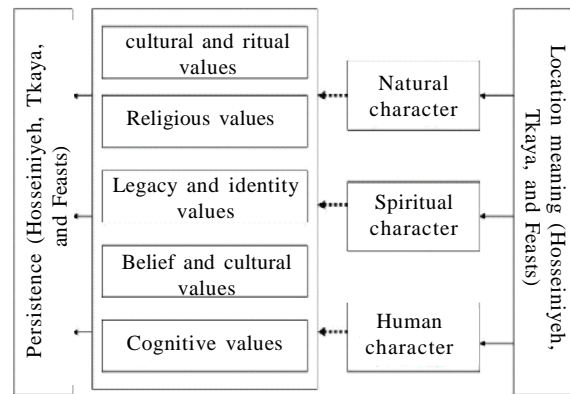 Persistence (Hosseiniyeh, Tkaya,
and Feasts)
cultural and ritual
values
Religious values
Legacy and identity
values
Belief and cultural
values
Cognitive values
Natural
character
Spiritual
character
Human
character
Location meaning (Hosseiniyeh,
Tkaya, and Feasts)